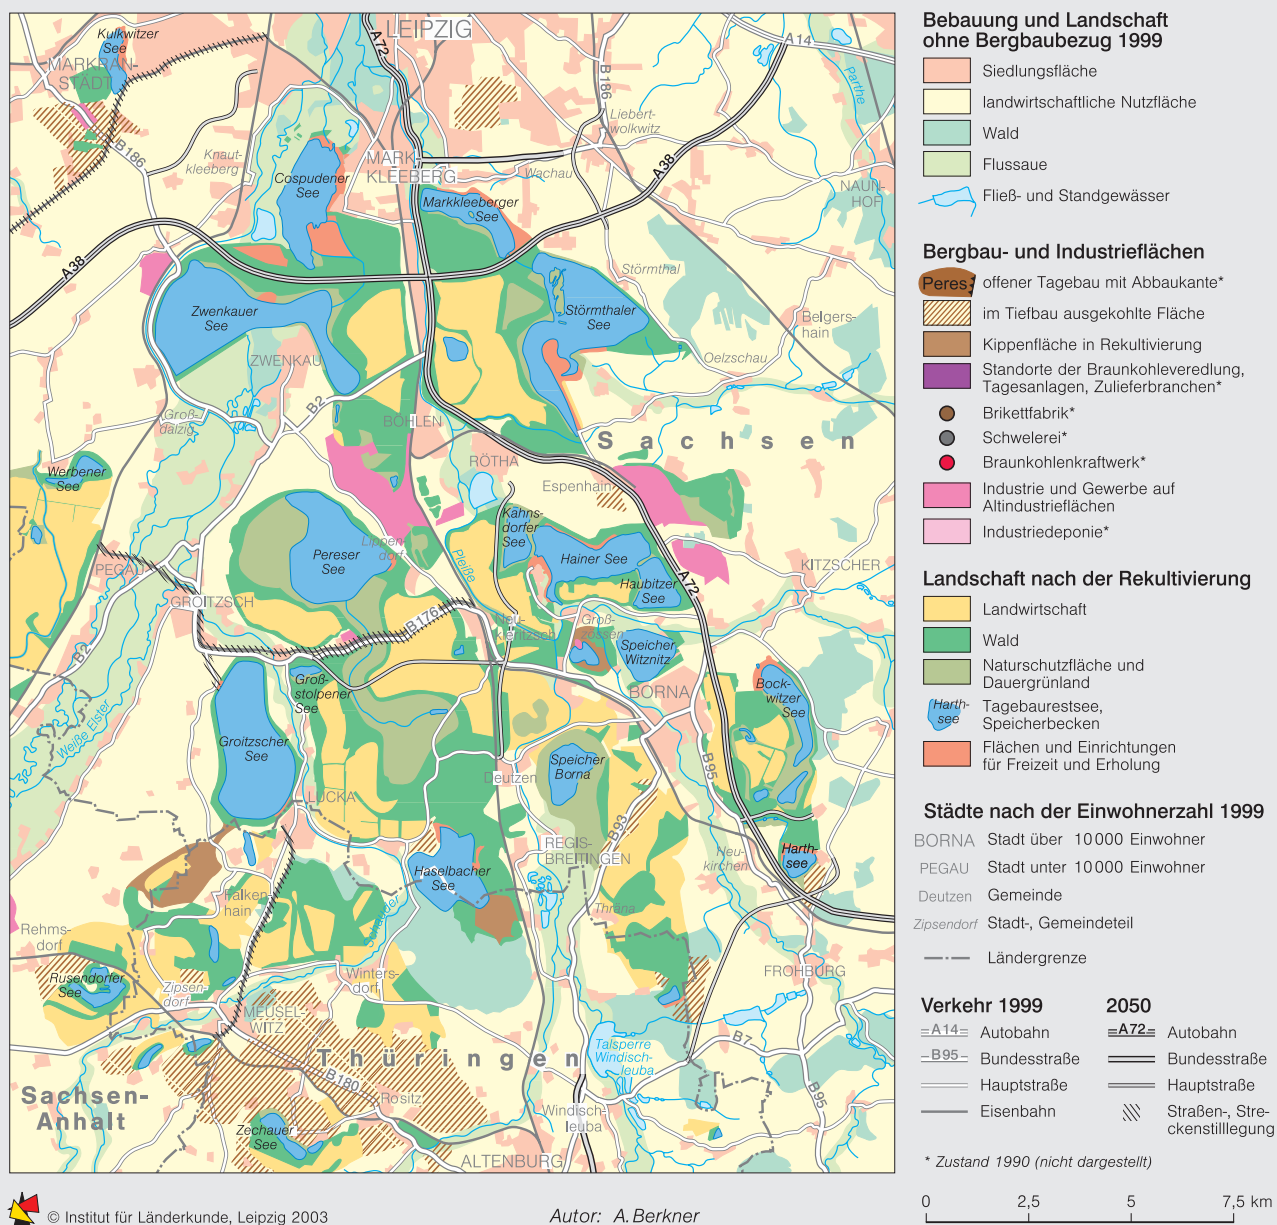 LEIPZIG
Kulkwitzer
See
MARKRAN-
STÄDT
A72
A14
B186
Parthe
Liebert-
wolkwitz
B186
Knaut-
kleeberg
MARK-
KLEEBERG
Wachau
A38
NAUN-
HOF
Cospudener
See
Markkleeberger
See
A38
Störmthal
Zwenkauer
See
Störmthaler
See
Belgers-
hain
ZWENKAU
Oelzschau
B2
Groß-
dalzig
BÖHLEN
Sachsen
Werbener
See
RÖTHA
Espenhain
Kahns-
dorfer
See
Pereser
See
Lippen-
dorf
Pleiße
Hainer See
Haubitzer
See
A72
KITZSCHER
PEGAU
GROITZSCH
B176
Neu-
kieritzsch
Groß-
zössen
Speicher
Witznitz
B2
Groß-
stolpener
See
BORNA
Bock-
witzer
See
Weiße Elster
Groitzscher
See
Speicher
Borna
Deutzen
B95
LUCKA
B93
REGIS-
BREITINGEN
Neu-
kirchen
Harth-
see
Haselbacher
See
Falken-
hain
Thräna
Schnauder
Rehms-
dorf
Rusendorfer
See
Zipsen-
dorf
Winters-
dorf
FROHBURG
MEUSEL-
WITZ
Thüringen
Talsperre
Windisch-
leuba
B7
B180
Sachsen-
Anhalt
Rositz
B95
Windisch-
leuba
Zechauer
See
ALTENBURG
Bebauung und Landschaft
ohne Bergbaubezug 1999
Siedlungsfläche
landwirtschaftliche Nutzfläche
Wald
Flussaue
Fließ- und Standgewässer
Bergbau- und Industrieflächen
Peres offener Tagebau mit Abbaukante*
im Tiefbau ausgekohlte Fläche
Kippenfläche in Rekultivierung
Standorte der Braunkohleveredlung,
Tagesanlagen, Zulieferbranchen*
Brikettfabrik*
Schwelerei*
Braunkohlenkraftwerk*
Industrie und Gewerbe auf
Altindustrieflächen
Industriedeponie*
Landschaft nach der Rekultivierung
Landwirtschaft
Wald
Naturschutzfläche und
Dauergrünland
Harth-
see
Tagebaurestsee,
Speicherbecken
Flächen und Einrichtungen
für Freizeit und Erholung
Städte nach der Einwohnerzahl 1999
BORNA Stadt über 10000 Einwohner
PEGAU Stadt unter 10000 Einwohner
Deutzen Gemeinde
Zipsendorf Stadt-, Gemeindeteil
Ländergrenze
Verkehr 1999 2050
A14 Autobahn A72 Autobahn
B95 Bundesstraße Bundesstraße
Hauptstraße Hauptstraße
Eisenbahn Straßen-, Stre-
ckenstilllegung
* Zustand 1990 (nicht dargestellt)
0 2,5 5 7,5 km
© Institut für Länderkunde, Leipzig 2003
Autor: A.Berkner